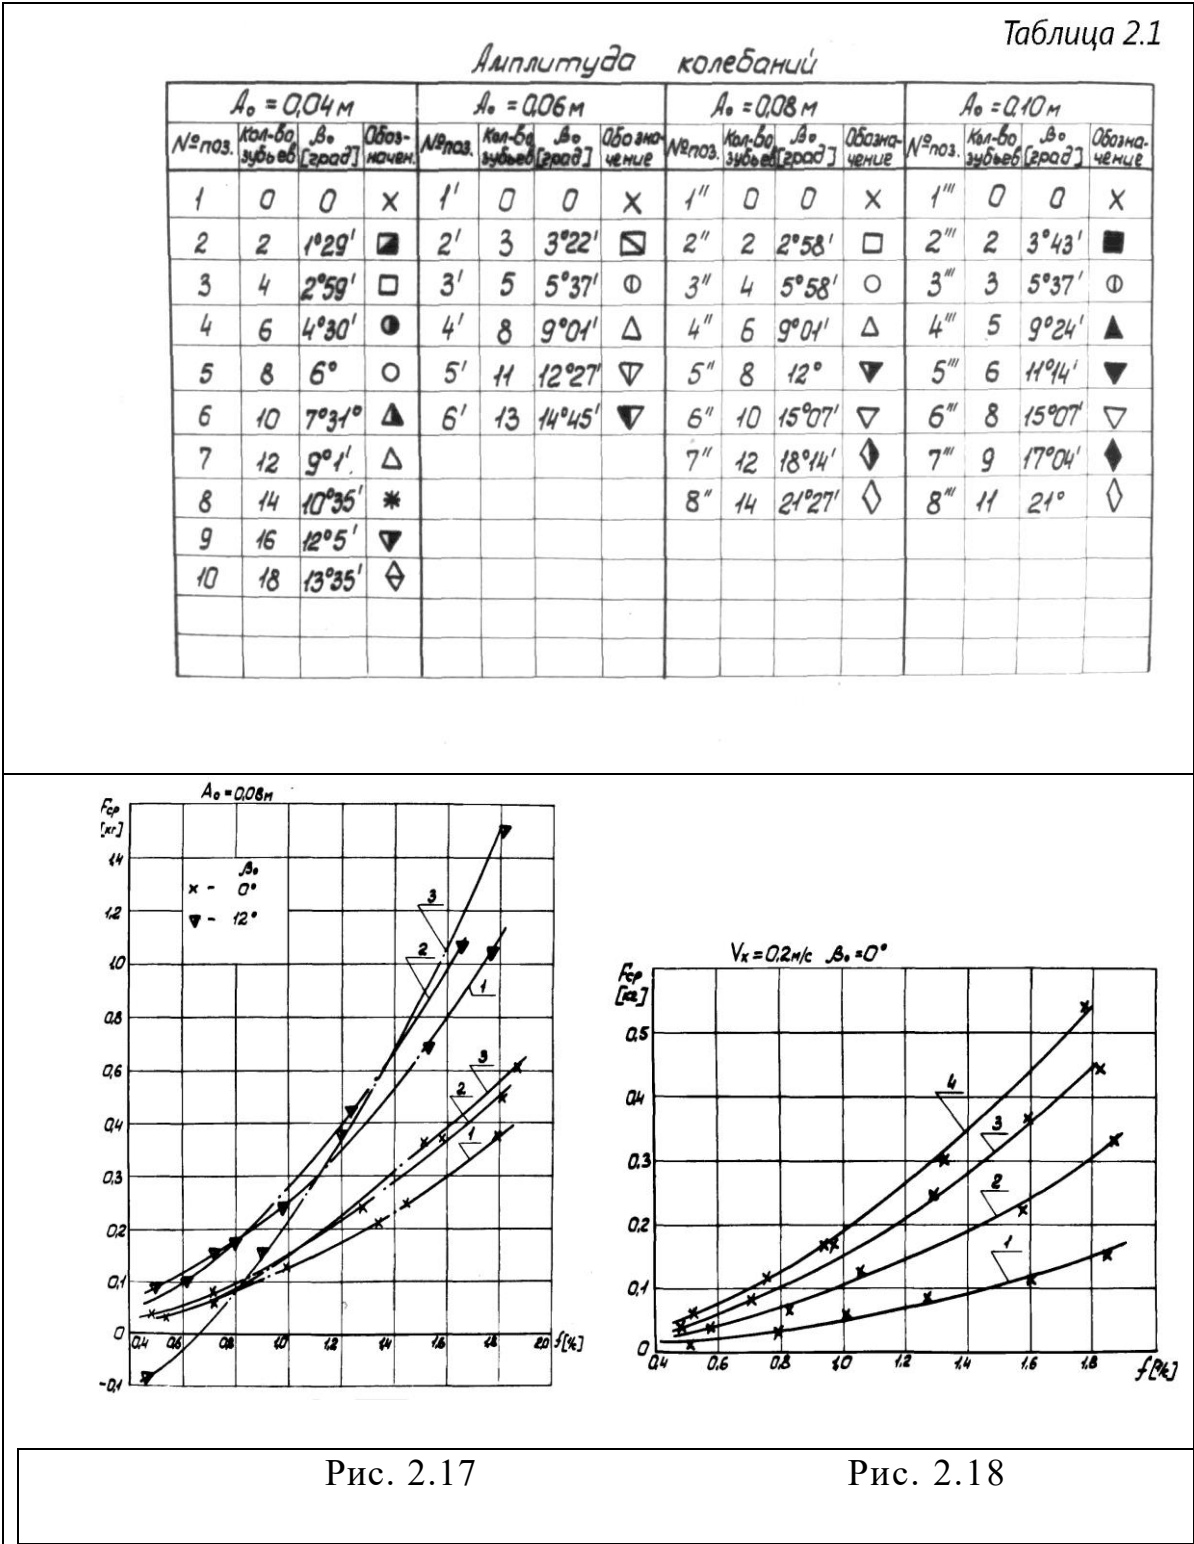 Таблица 2.1
Амплитуда колебаний
A₀ = 0,04 м A₀ = 0,06 м A₀ = 0,08 м A₀ = 0,10 м
№ поз. Кол-во зубьев β₀ [град] Обозначен. № поз. Кол-во зубьев β₀ [град] Обозначение № поз. Кол-во зубьев β₀ [град] Обозначение № поз. Кол-во зубьев β₀ [град] Обозначение
1 0 0 × 1' 0 0 × 1'' 0 0 × 1''' 0 0 ×
2 2 1°29' 2' 3 3°22' 2'' 2 2°58' 2''' 2 3°43'
3 4 2°59' 3' 5 5°37' 3'' 4 5°58' 3''' 3 5°37'
4 6 4°30' 4' 8 9°01' 4'' 6 9°01' 4''' 5 9°24'
5 8 6° 5' 11 12°27' 5'' 8 12° 5''' 6 11°14'
6 10 7°31° 6' 13 14°45' 6'' 10 15°07' 6''' 8 15°07'
7 12 9°1' 7'' 12 18°14' 7''' 9 17°04'
8 14 10°35' 8'' 14 21°27' 8''' 11 21°
9 16 12°5'
10 18 13°35'
A₀ = 0,08м
Fср
[кг]
β₀
× - 0°
▼ - 12°
1,4
1,2
1,0
0,8
0,6
0,4
0,3
0,2
0,1
0
-0,1
3
2
1
3
2
1
0,4 0,6 0,8 1,0 1,2 1,4 1,6 1,8 2,0 f[1/с]
Vx = 0,2м/с β₀ = 0°
Fср
[кг]
0,5
0,4
0,3
0,2
0,1
0
4
3
2
1
0,4 0,6 0,8 1,0 1,2 1,4 1,6 1,8
f[1/с]
Рис. 2.17 Рис. 2.18